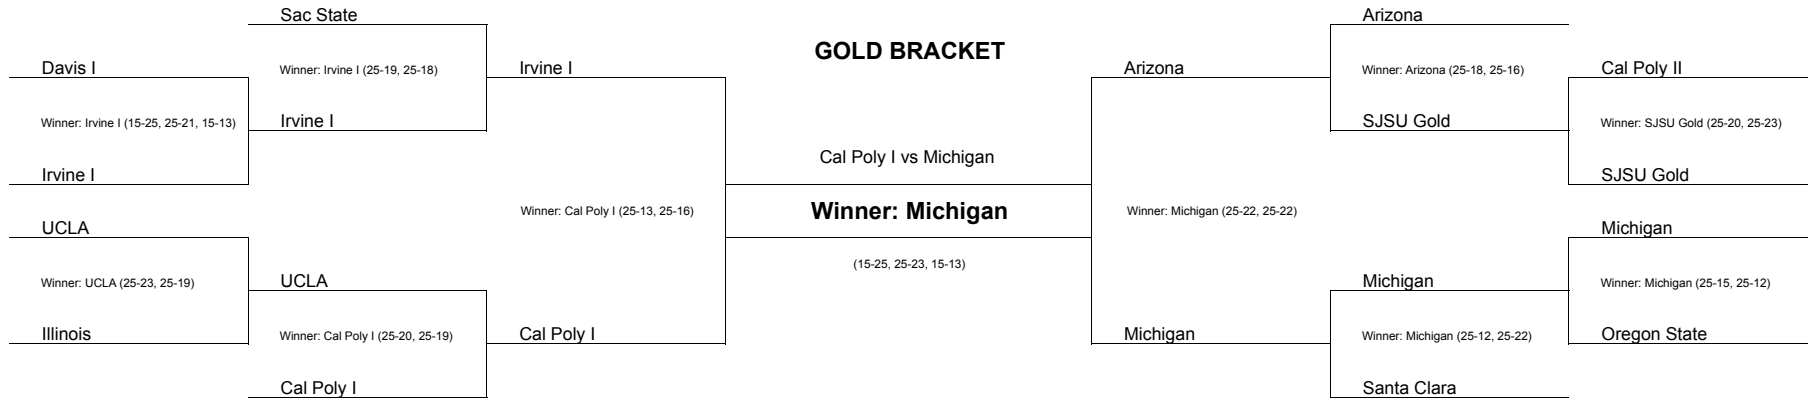 Sac State
Arizona
GOLD BRACKET
Davis I
Winner: Irvine I (25-19, 25-18)
Irvine I
Arizona
Winner: Arizona (25-18, 25-16)
Cal Poly II
Winner: Irvine I (15-25, 25-21, 15-13)
Irvine I
SJSU Gold
Winner: SJSU Gold (25-20, 25-23)
Cal Poly I vs Michigan
Irvine I
SJSU Gold
Winner: Cal Poly I (25-13, 25-16)
Winner: Michigan
Winner: Michigan (25-22, 25-22)
UCLA
Michigan
(15-25, 25-23, 15-13)
Winner: UCLA (25-23, 25-19)
UCLA
Michigan
Winner: Michigan (25-15, 25-12)
Illinois
Winner: Cal Poly I (25-20, 25-19)
Cal Poly I
Michigan
Winner: Michigan (25-12, 25-22)
Oregon State
Cal Poly I
Santa Clara